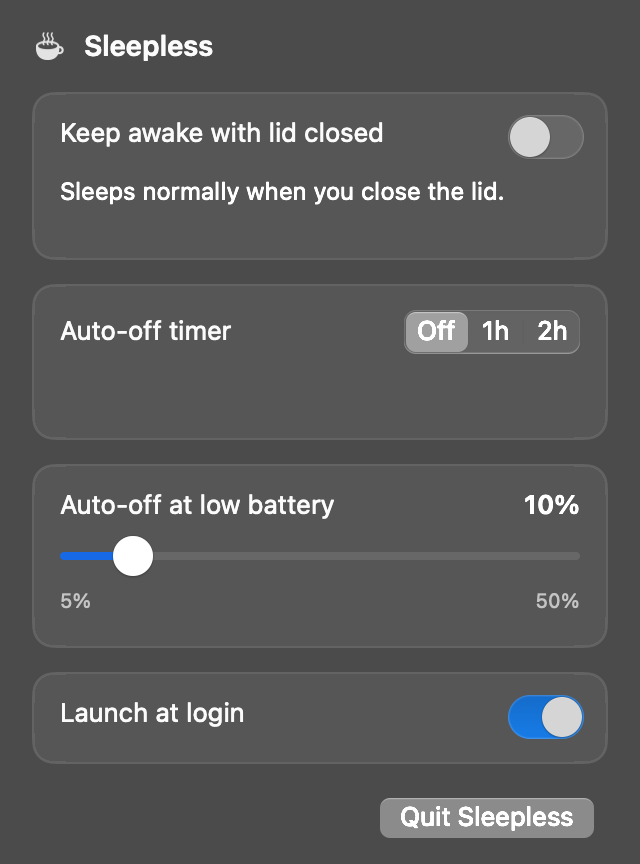 Sleepless
Keep awake with lid closed
Sleeps normally when you close the lid.
Auto-off timer
Off 1h 2h
Auto-off at low battery
10%
5%
50%
Launch at login
Quit Sleepless